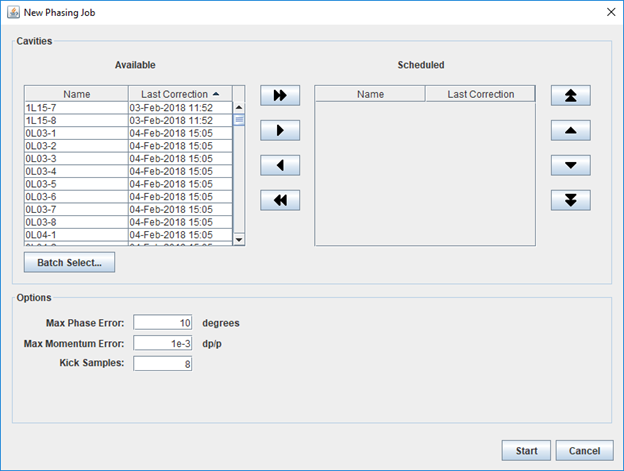 New Phasing Job
Cavities
Available
Scheduled
Name Last Correction
Name Last Correction
1L15-7 03-Feb-2018 11:52
1L15-8 03-Feb-2018 11:52
0L03-1 04-Feb-2018 15:05
0L03-2 04-Feb-2018 15:05
0L03-3 04-Feb-2018 15:05
0L03-4 04-Feb-2018 15:05
0L03-5 04-Feb-2018 15:05
0L03-6 04-Feb-2018 15:05
0L03-7 04-Feb-2018 15:05
0L03-8 04-Feb-2018 15:05
0L04-1 04-Feb-2018 15:05
Batch Select...
Options
Max Phase Error: 10 degrees
Max Momentum Error: 1e-3 dp/p
Kick Samples: 8
Start Cancel